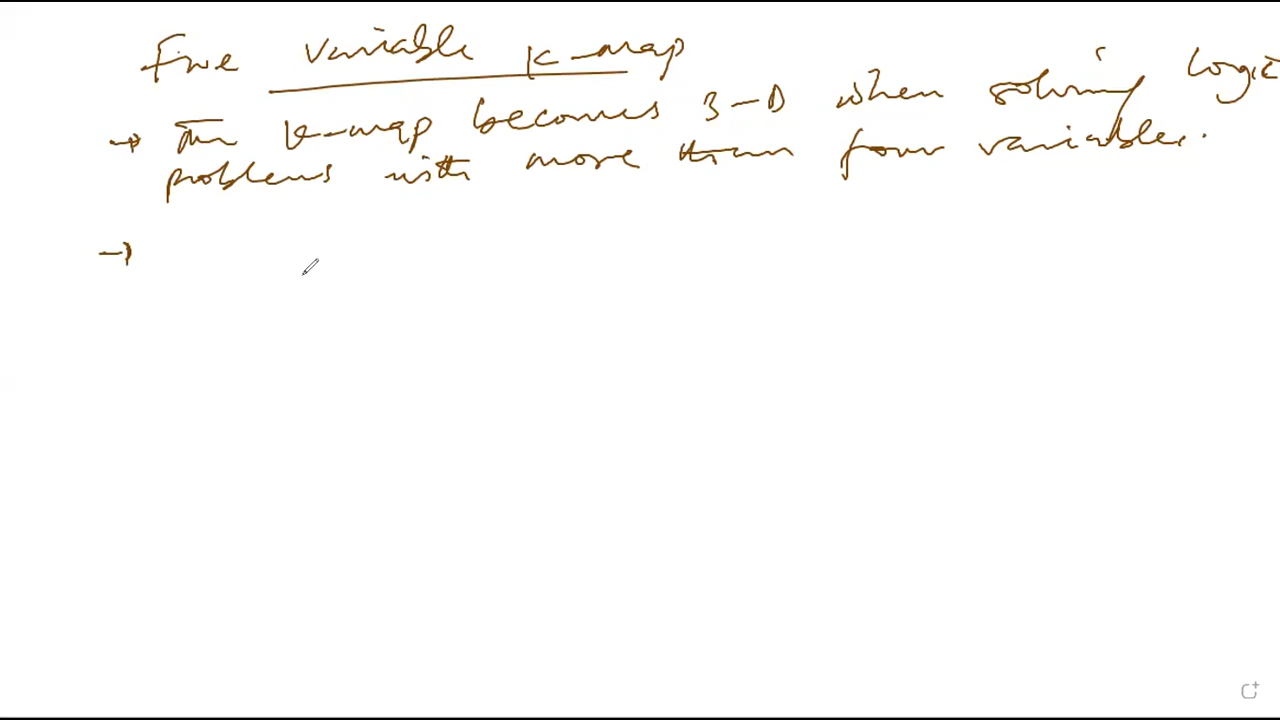 Five variable K-map
→ The K-map becomes 3-D when solving logic
problems with more than four variables.
→